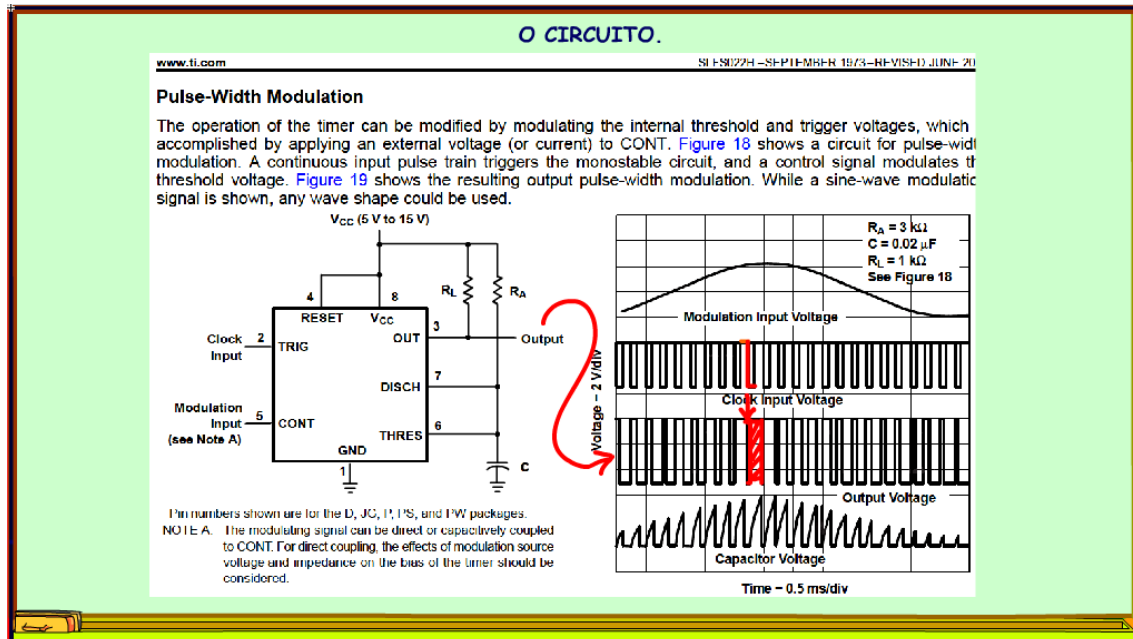 O CIRCUITO.
www.ti.com
SLFS022H –SEPTEMBER 1973–REVISED JUNE 20
Pulse-Width Modulation
The operation of the timer can be modified by modulating the internal threshold and trigger voltages, which
accomplished by applying an external voltage (or current) to CONT. Figure 18 shows a circuit for pulse-widt
modulation. A continuous input pulse train triggers the monostable circuit, and a control signal modulates th
threshold voltage. Figure 19 shows the resulting output pulse-width modulation. While a sine-wave modulatio
signal is shown, any wave shape could be used.
VCC (5 V to 15 V)
RL
RA
4
8
RESET
VCC
3
OUT
Output
Clock
Input
2
TRIG
7
DISCH
Modulation
Input
(see Note A)
5
CONT
6
THRES
GND
1
C
Pin numbers shown are for the D, JG, P, PS, and PW packages.
NOTE A. The modulating signal can be direct or capacitively coupled
to CONT. For direct coupling, the effects of modulation source
voltage and impedance on the bias of the timer should be
considered.
RA = 3 kΩ
C = 0.02 µF
RL = 1 kΩ
See Figure 18
Modulation Input Voltage
Voltage – 2 V/div
Clock Input Voltage
Output Voltage
Capacitor Voltage
Time – 0.5 ms/div